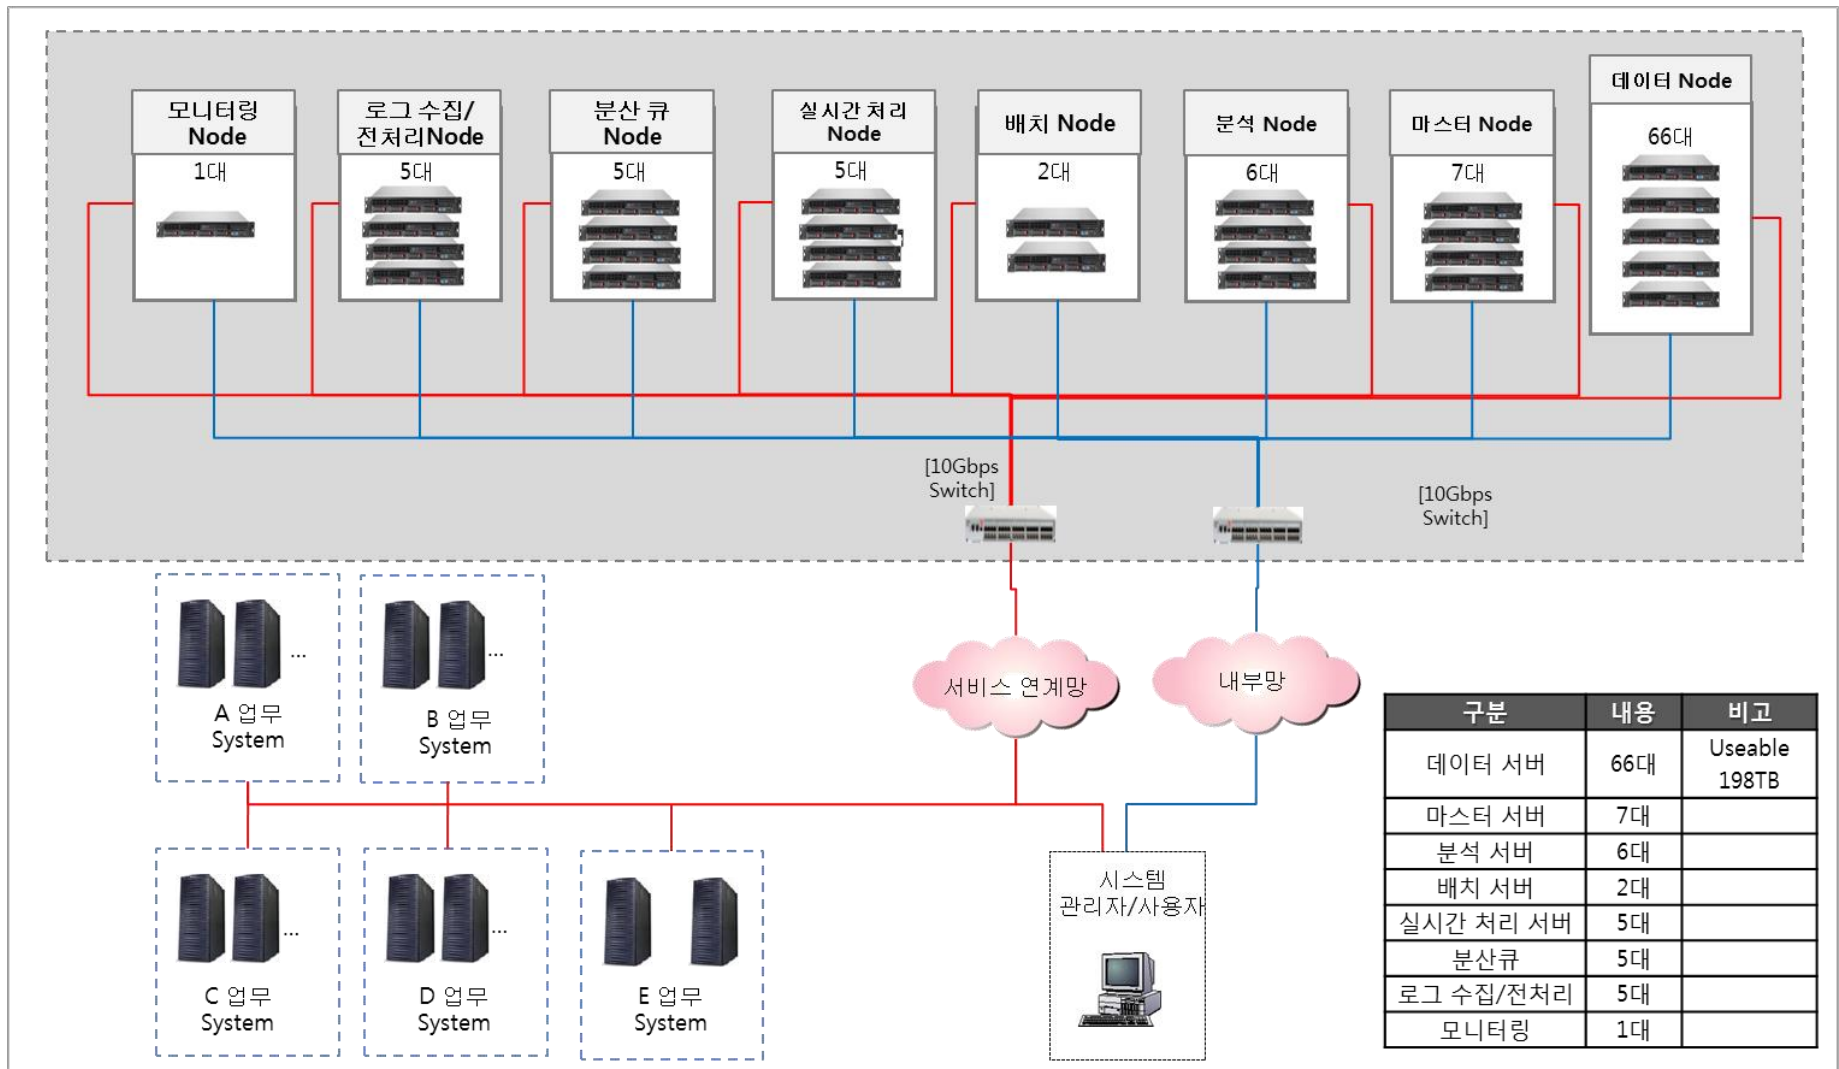 모니터링
Node
1대
로그 수집/
전처리Node
5대
분산 큐
Node
5대
실시간 처리
Node
5대
배치 Node
2대
분석 Node
6대
마스터 Node
7대
데이터 Node
66대
[10Gbps
Switch]
[10Gbps
Switch]
서비스 연계망
내부망
...
A 업무
System
...
B 업무
System
...
C 업무
System
...
D 업무
System
E 업무
System
시스템
관리자/사용자
구분 내용 비고
데이터 서버 66대 Useable
198TB
마스터 서버 7대
분석 서버 6대
배치 서버 2대
실시간 처리 서버 5대
분산큐 5대
로그 수집/전처리 5대
모니터링 1대